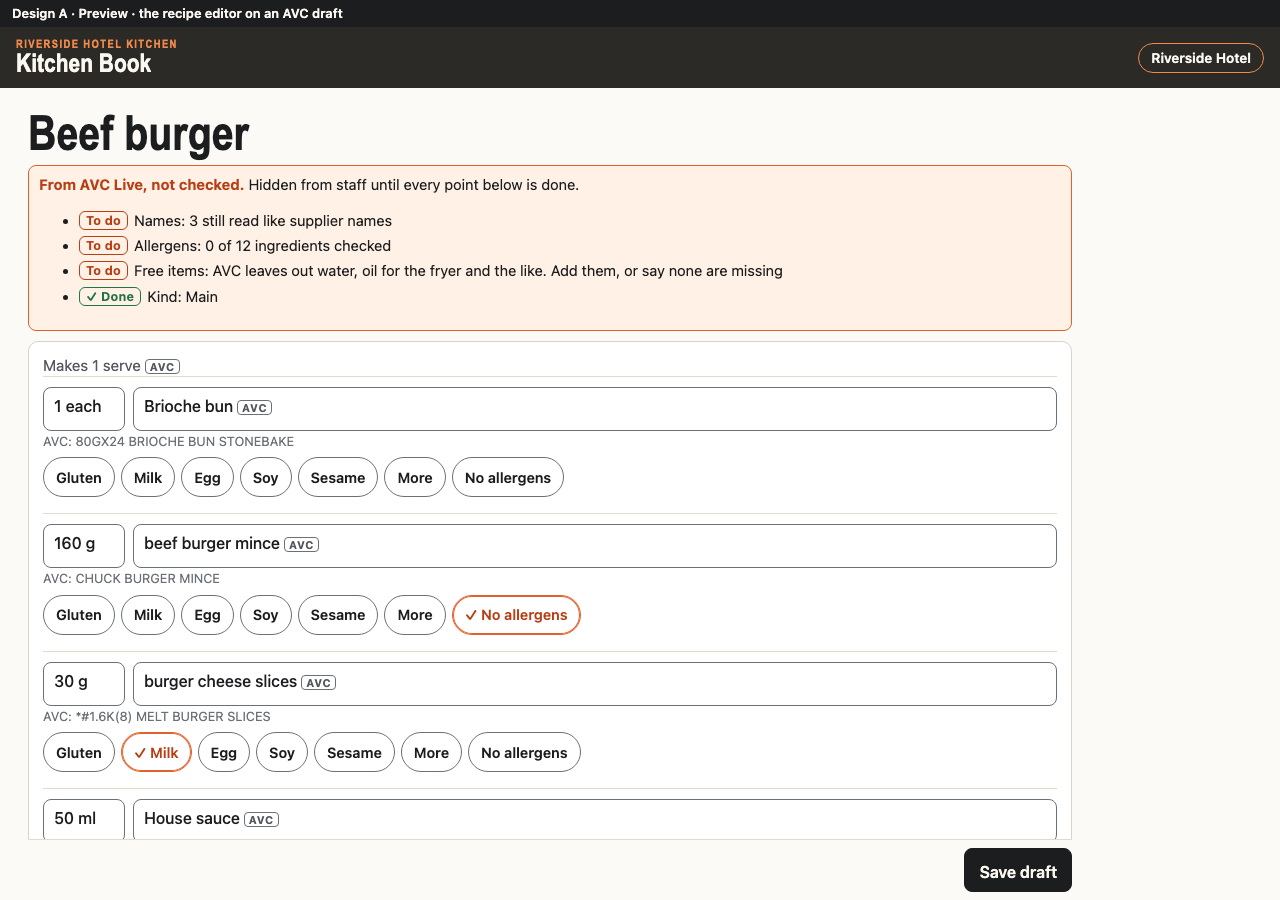 Design A · Preview · the recipe editor on an AVC draft
RIVERSIDE HOTEL KITCHEN
Kitchen Book
Riverside Hotel
Beef burger
From AVC Live, not checked. Hidden from staff until every point below is done.
To do Names: 3 still read like supplier names
To do Allergens: 0 of 12 ingredients checked
To do Free items: AVC leaves out water, oil for the fryer and the like. Add them, or say none are missing
✓ Done Kind: Main
Makes 1 serve AVC
1 each Brioche bun AVC
AVC: 80GX24 BRIOCHE BUN STONEBAKE
Gluten Milk Egg Soy Sesame More No allergens
160 g beef burger mince AVC
AVC: CHUCK BURGER MINCE
Gluten Milk Egg Soy Sesame More ✓ No allergens
30 g burger cheese slices AVC
AVC: *#1.6K(8) MELT BURGER SLICES
Gluten ✓ Milk Egg Soy Sesame More No allergens
50 ml House sauce AVC
Save draft